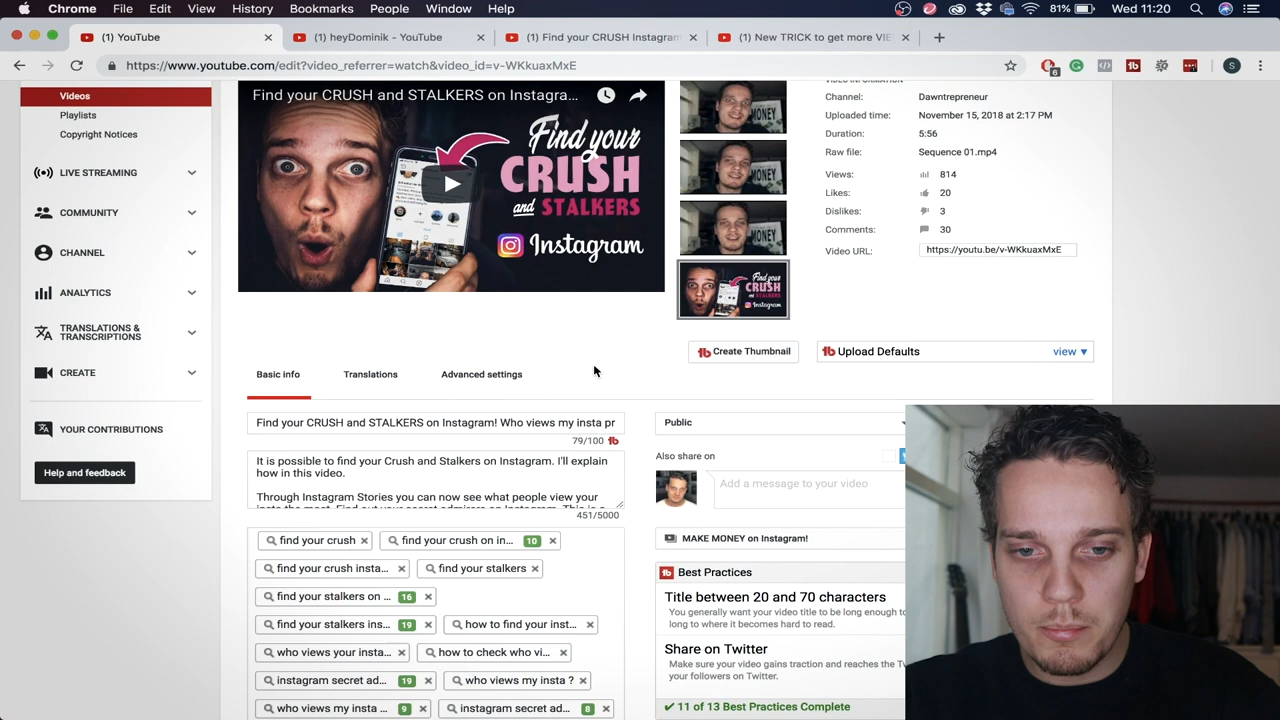 Chrome File Edit View History Bookmarks People Window Help
81% Wed 11:20
(1) YouTube
(1) heyDominik - YouTube
(1) Find your CRUSH Instagram
(1) New TRICK to get more VIE
https://www.youtube.com/edit?video_referrer=watch&video_id=v-WKkuaxMxE
6
S
Videos
Playlists
Copyright Notices
LIVE STREAMING
COMMUNITY
CHANNEL
ANALYTICS
TRANSLATIONS &
TRANSCRIPTIONS
CREATE
YOUR CONTRIBUTIONS
Help and feedback
Find your CRUSH and STALKERS on Instagra...
Find your
CRUSH
and STALKERS
Instagram
MONEY
Find your
CRUSH
and STALKERS
Instagram
VIDEO INFORMATION
Channel: Dawntrepreneur
Uploaded time: November 15, 2018 at 2:17 PM
Duration: 5:56
Raw file: Sequence 01.mp4
Views: 814
Likes: 20
Dislikes: 3
Comments: 30
Video URL: https://youtu.be/v-WKkuaxMxE
Create Thumbnail
Upload Defaults view ▼
Basic info
Translations
Advanced settings
Find your CRUSH and STALKERS on Instagram! Who views my insta pr
79/100
It is possible to find your Crush and Stalkers on Instagram. I'll explain
how in this video.
Through Instagram Stories you can now see what people view your
451/5000
find your crush
find your crush on in... 10
find your crush insta...
find your stalkers
find your stalkers on ... 16
find your stalkers ins... 19
how to find your inst...
who views your insta...
how to check who vi...
instagram secret ad... 19
who views my insta ?
who views my insta ... 9
instagram secret ad... 8
Public
Also share on
Add a message to your video
MAKE MONEY on Instagram!
Best Practices
Title between 20 and 70 characters
You generally want your video title to be long enough to
long to where it becomes hard to read.
Share on Twitter
Make sure your video gains traction and reaches the Tv
your followers on Twitter.
✔ 11 of 13 Best Practices Complete